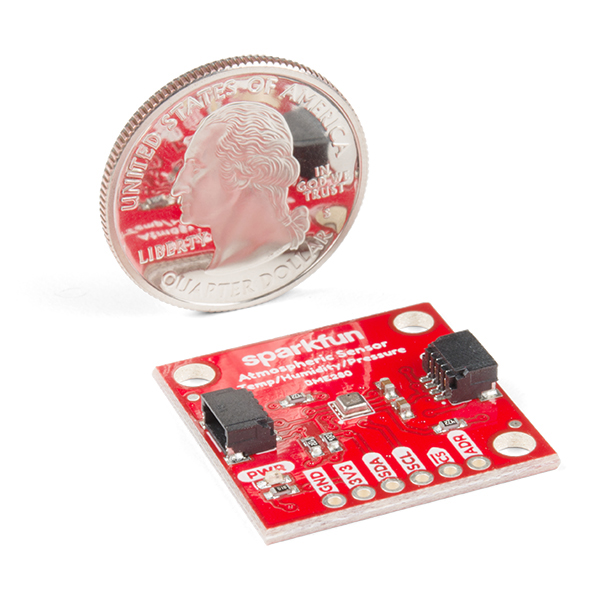 UNITED STATES OF AMERICA
LIBERTY
IN
GOD WE
TRUST
QUARTER DOLLAR
sparkfun
Atmospheric Sensor
Temp/Humidity/Pressure
BME280
PWR
GND
3V3
SDA
SCL
CS
ADR